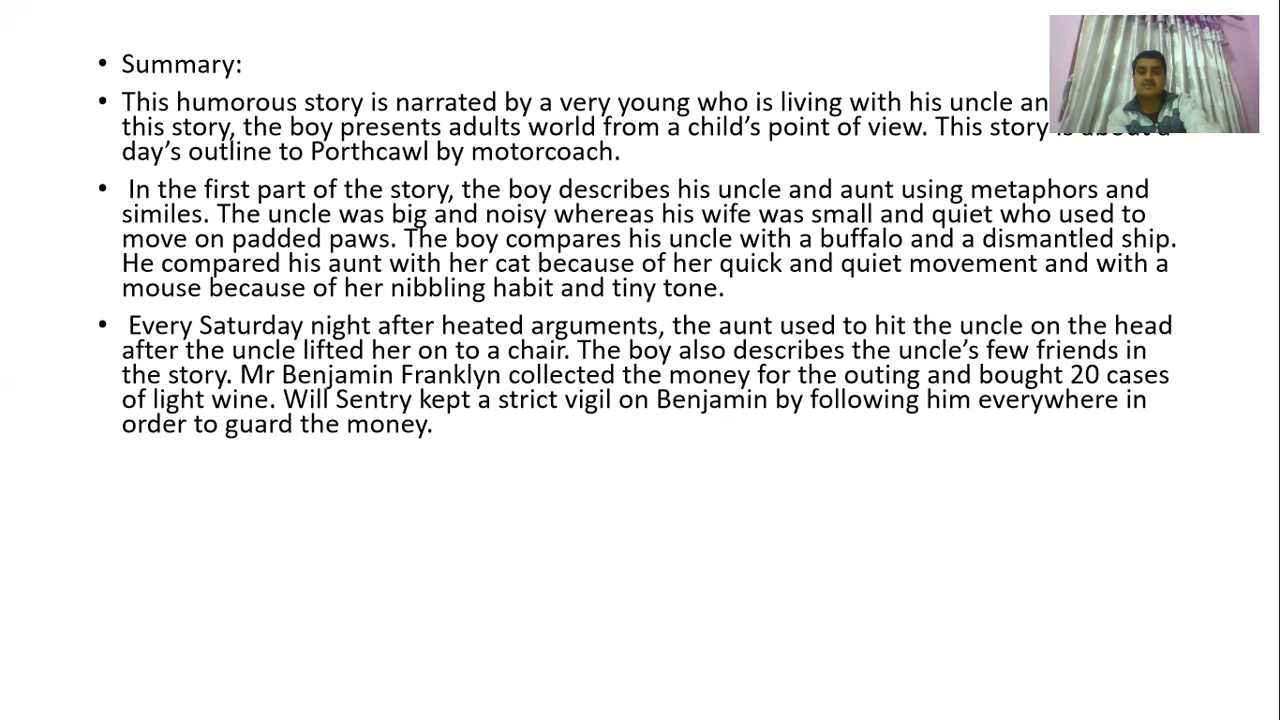 • Summary:
• This humorous story is narrated by a very young who is living with his uncle an
this story, the boy presents adults world from a child’s point of view. This story
day’s outline to Porthcawl by motorcoach.
• In the first part of the story, the boy describes his uncle and aunt using metaphors and
similes. The uncle was big and noisy whereas his wife was small and quiet who used to
move on padded paws. The boy compares his uncle with a buffalo and a dismantled ship.
He compared his aunt with her cat because of her quick and quiet movement and with a
mouse because of her nibbling habit and tiny tone.
• Every Saturday night after heated arguments, the aunt used to hit the uncle on the head
after the uncle lifted her on to a chair. The boy also describes the uncle’s few friends in
the story. Mr Benjamin Franklyn collected the money for the outing and bought 20 cases
of light wine. Will Sentry kept a strict vigil on Benjamin by following him everywhere in
order to guard the money.